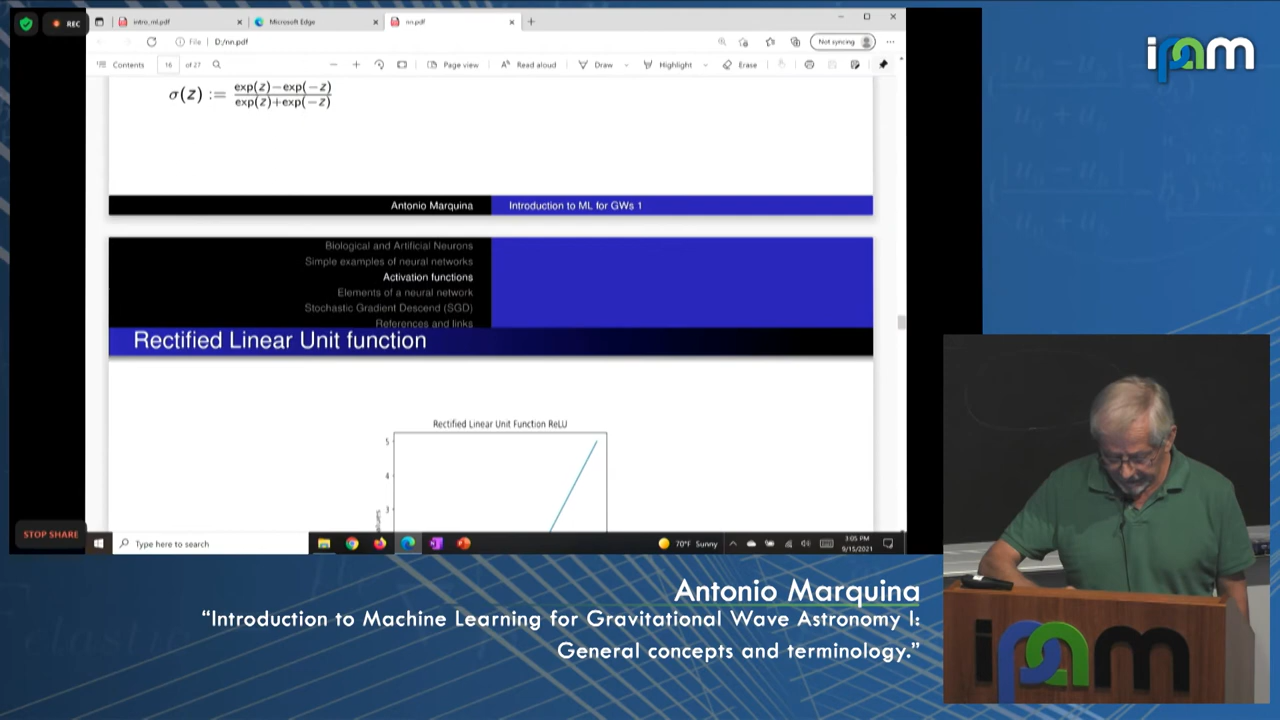 REC
intro_ml.pdf
Microsoft Edge
nn.pdf
File
D:/nn.pdf
Not syncing
Contents
16 of 27
Page view
Read aloud
Draw
Highlight
Erase
σ(z) := exp(z)−exp(−z)
exp(z)+exp(−z)
Antonio Marquina
Introduction to ML for GWs 1
Biological and Artificial Neurons
Simple examples of neural networks
Activation functions
Elements of a neural network
Stochastic Gradient Descend (SGD)
References and links
Rectified Linear Unit function
Rectified Linear Unit Function ReLU
5
4
3
STOP SHARE
Type here to search
70°F Sunny
3:05 PM
9/15/2021
ipam
Antonio Marquina
“Introduction to Machine Learning for Gravitational Wave Astronomy I:
General concepts and terminology.”
ipam